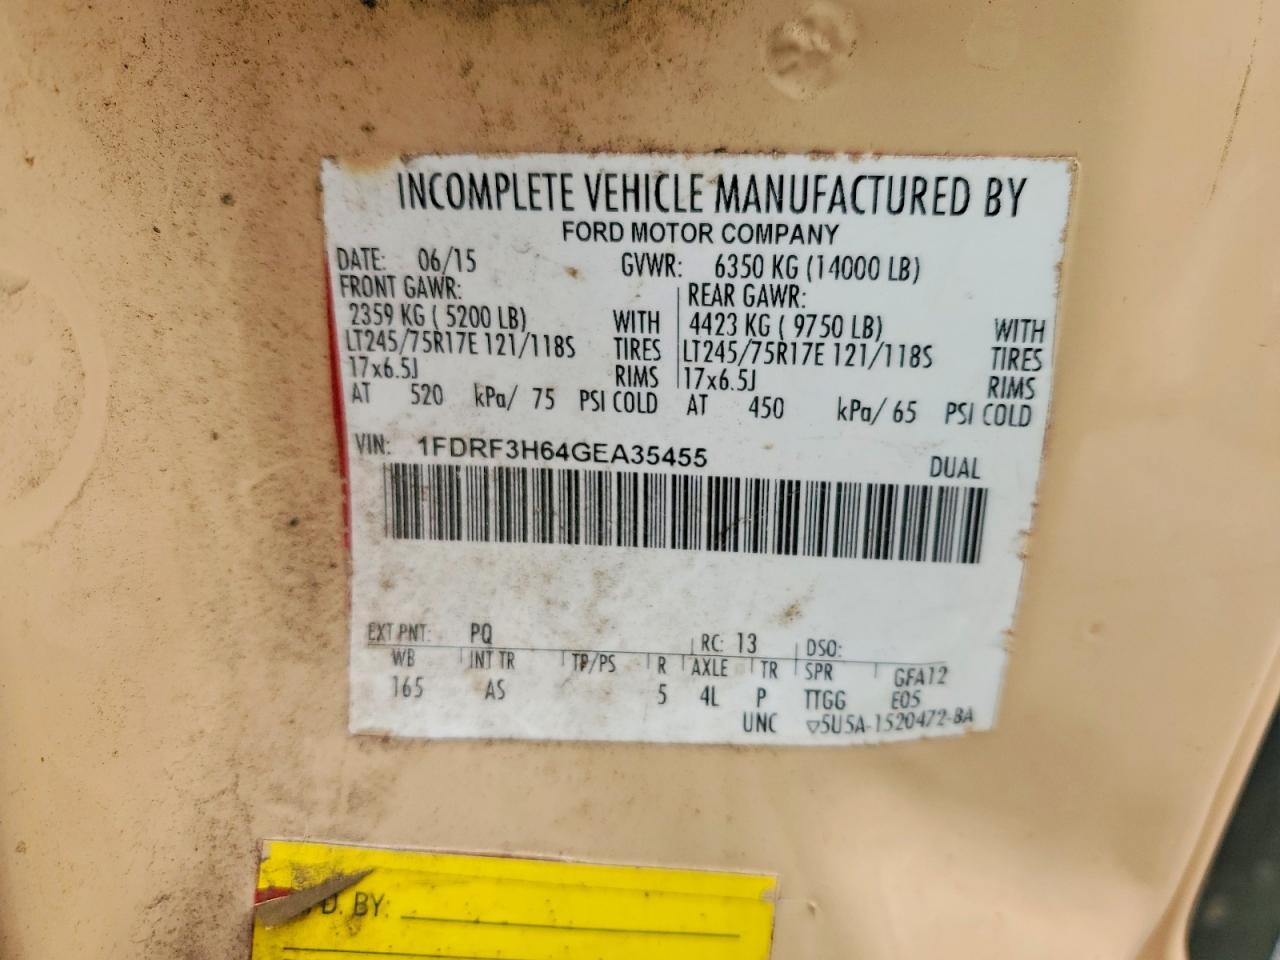 INCOMPLETE VEHICLE MANUFACTURED BY
FORD MOTOR COMPANY
DATE: 06/15 GVWR: 6350 KG (14000 LB)
FRONT GAWR: REAR GAWR:
2359 KG ( 5200 LB) WITH 4423 KG ( 9750 LB) WITH
LT245/75R17E 121/118S TIRES LT245/75R17E 121/118S TIRES
17x6.5J RIMS 17x6.5J RIMS
AT 520 kPa/ 75 PSI COLD AT 450 kPa/ 65 PSI COLD
VIN: 1FDRF3H64GEA35455 DUAL
EXT PNT: PQ RC: 13 DSO:
WB INT TR TP/PS R AXLE TR SPR GFA12
165 AS 5 4L P TTGG E05
UNC ▽5U5A-1520472-BA
D. BY: